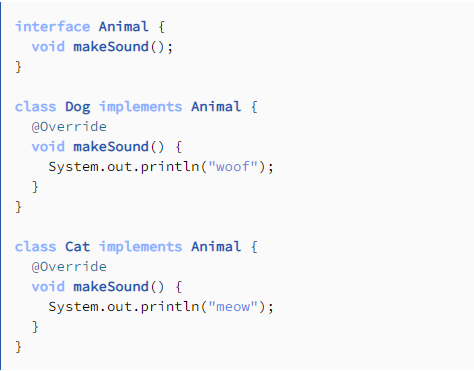 interface Animal {
  void makeSound();
}

class Dog implements Animal {
  @Override
  void makeSound() {
    System.out.println("woof");
  }
}

class Cat implements Animal {
  @Override
  void makeSound() {
    System.out.println("meow");
  }
}